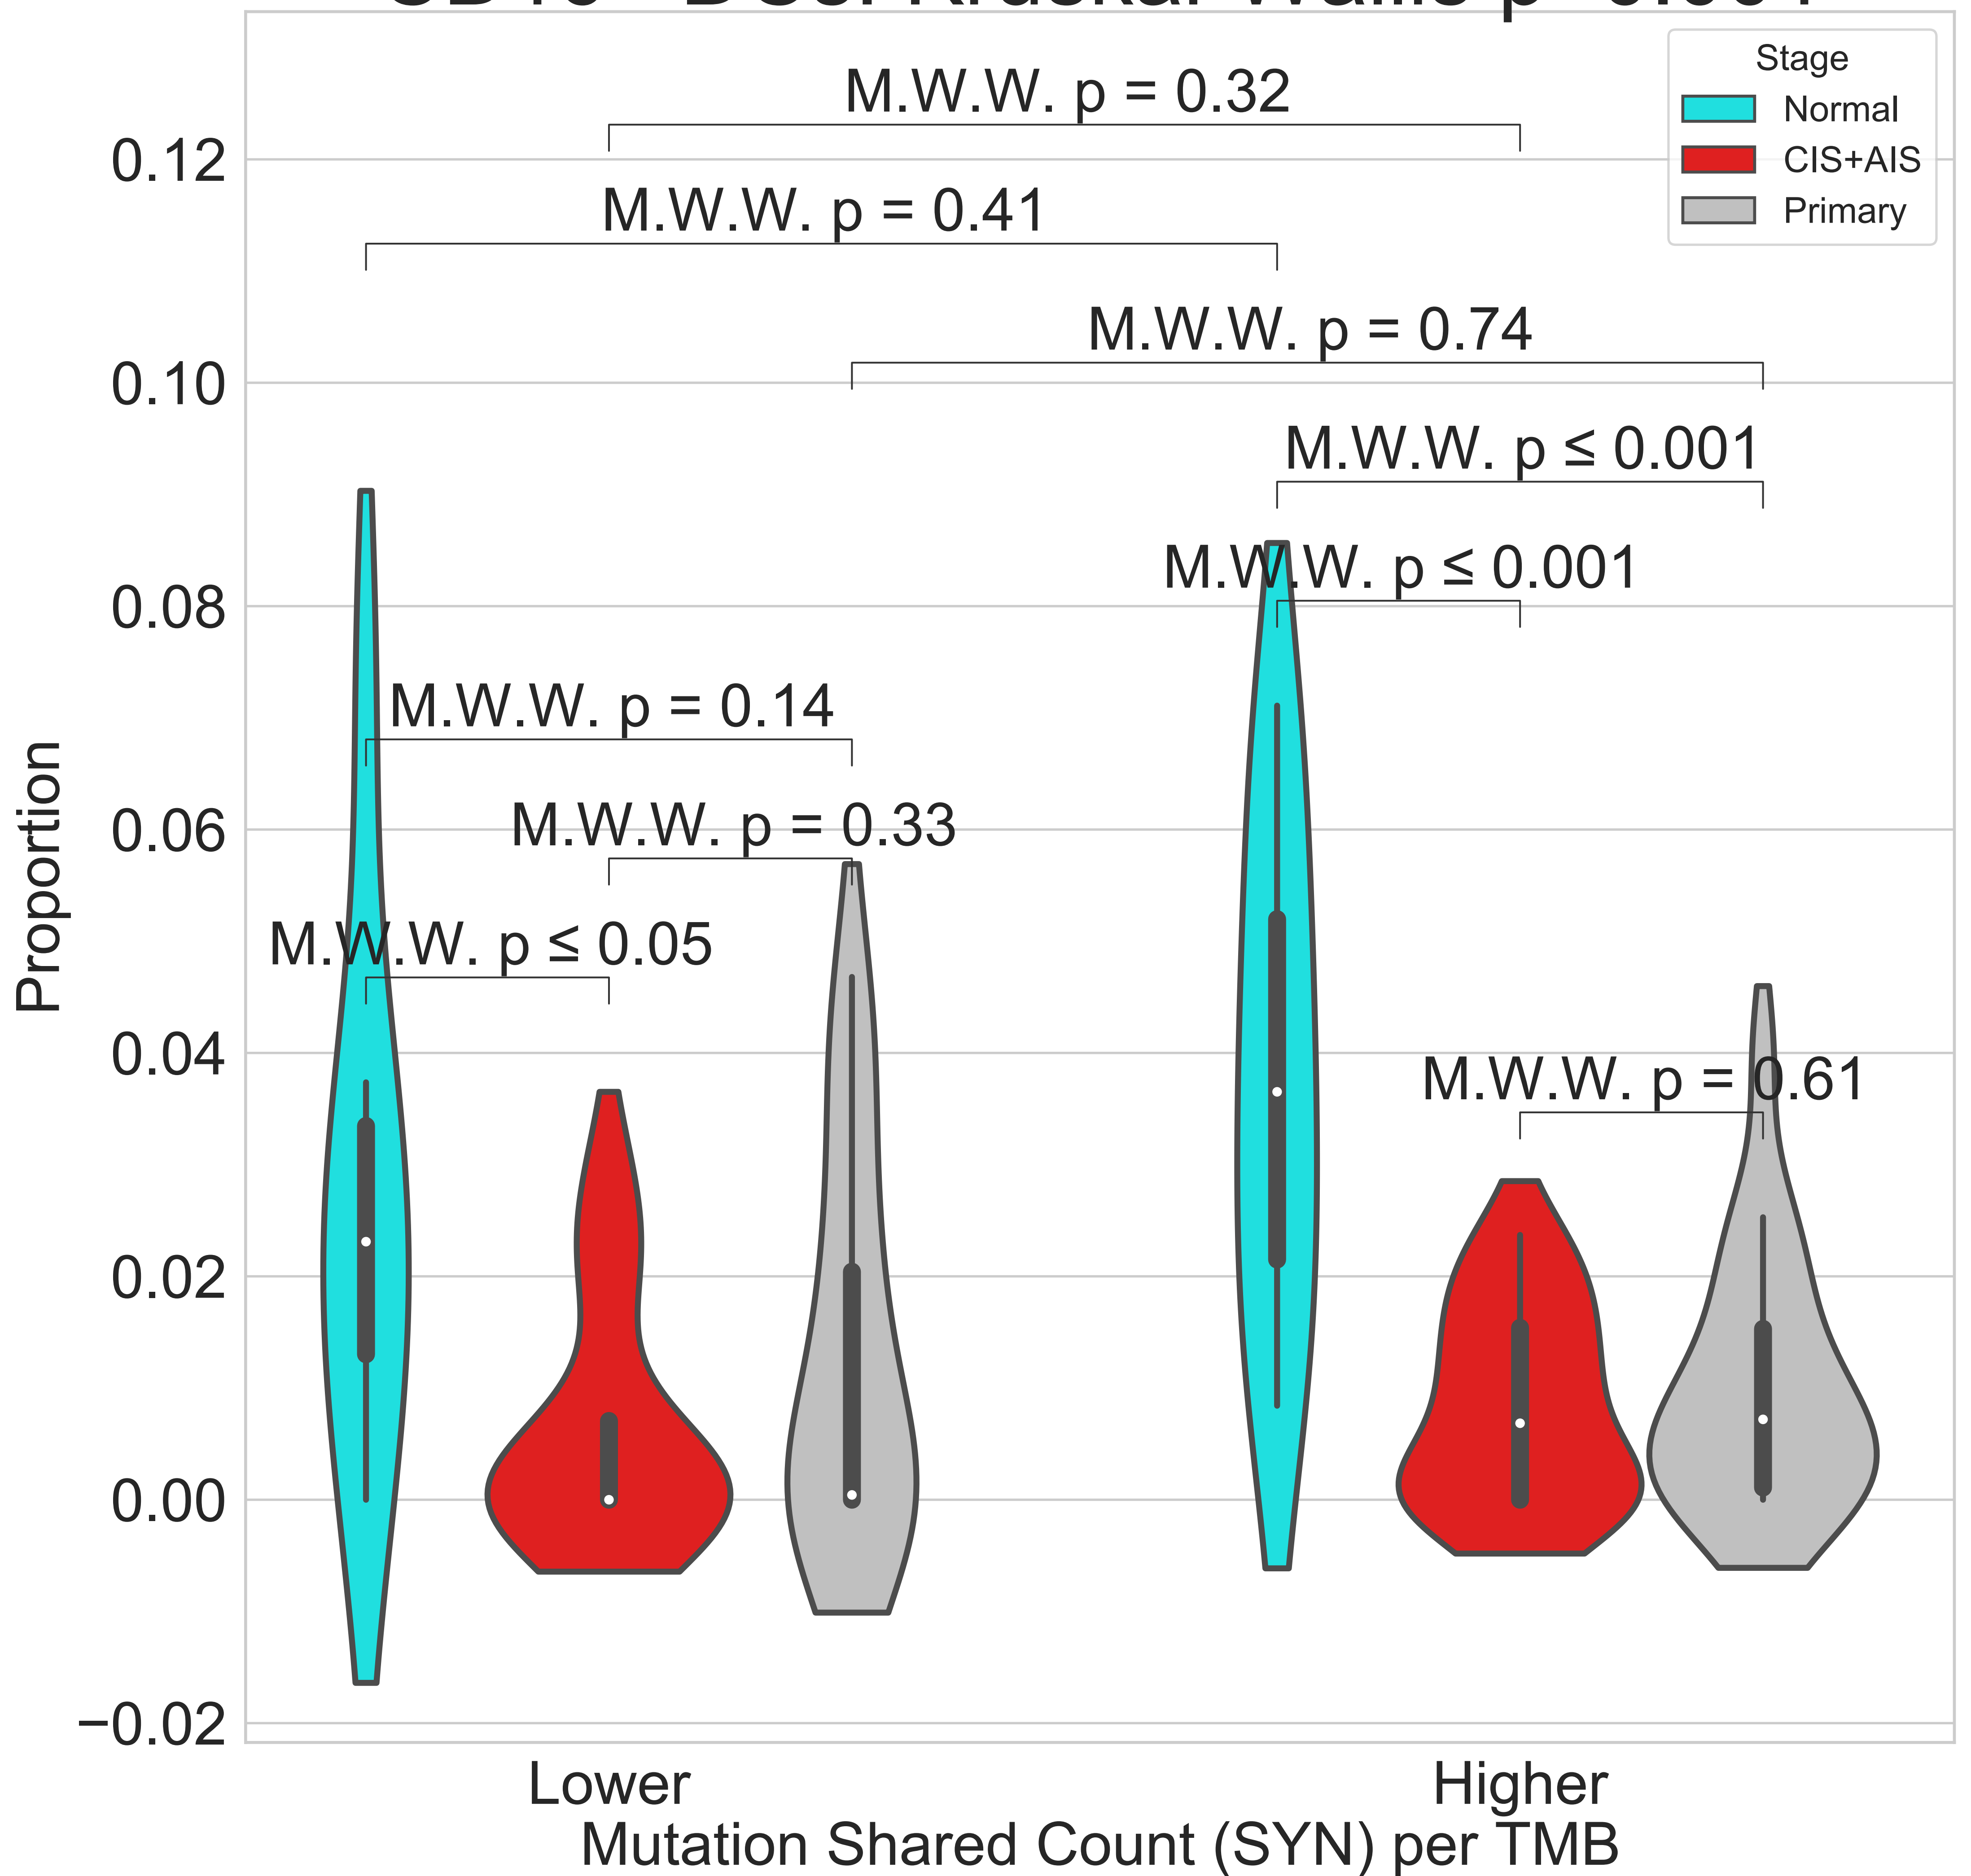 Stage
Normal
CIS+AIS
Primary
M.W.W. p = 0.32
M.W.W. p = 0.41
M.W.W. p = 0.74
M.W.W. p ≤ 0.001
M.W.W. p ≤ 0.001
M.W.W. p = 0.14
M.W.W. p = 0.33
M.W.W. p ≤ 0.05
M.W.W. p = 0.61
0.12
0.10
0.08
0.06
0.04
0.02
0.00
−0.02
Proportion
Lower
Higher
Mutation Shared Count (SYN) per TMB